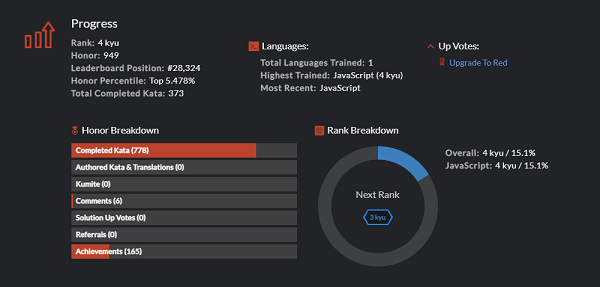 Progress
Rank: 4 kyu
Honor: 949
Leaderboard Position: #28,324
Honor Percentile: Top 5.478%
Total Completed Kata: 373
Languages:
Total Languages Trained: 1
Highest Trained: JavaScript (4 kyu)
Most Recent: JavaScript
Up Votes:
Upgrade To Red
Honor Breakdown
Completed Kata (778)
Authored Kata & Translations (0)
Kumite (0)
Comments (6)
Solution Up Votes (0)
Referrals (0)
Achievements (165)
Rank Breakdown
Next Rank
3 kyu
Overall: 4 kyu / 15.1%
JavaScript: 4 kyu / 15.1%